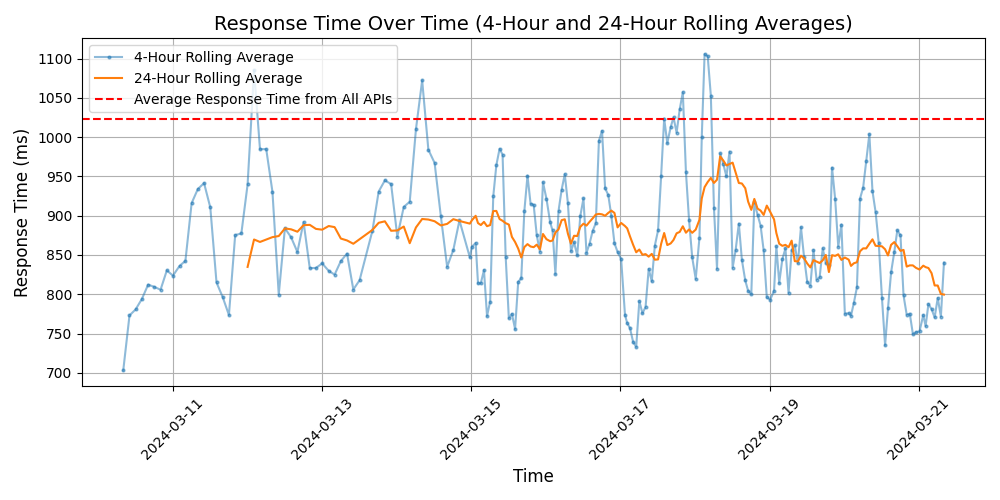 Response Time Over Time (4-Hour and 24-Hour Rolling Averages)
4-Hour Rolling Average
24-Hour Rolling Average
Average Response Time from All APIs
Response Time (ms)
1100
1050
1000
950
900
850
800
750
700
2024-03-11
2024-03-13
2024-03-15
2024-03-17
2024-03-19
2024-03-21
Time